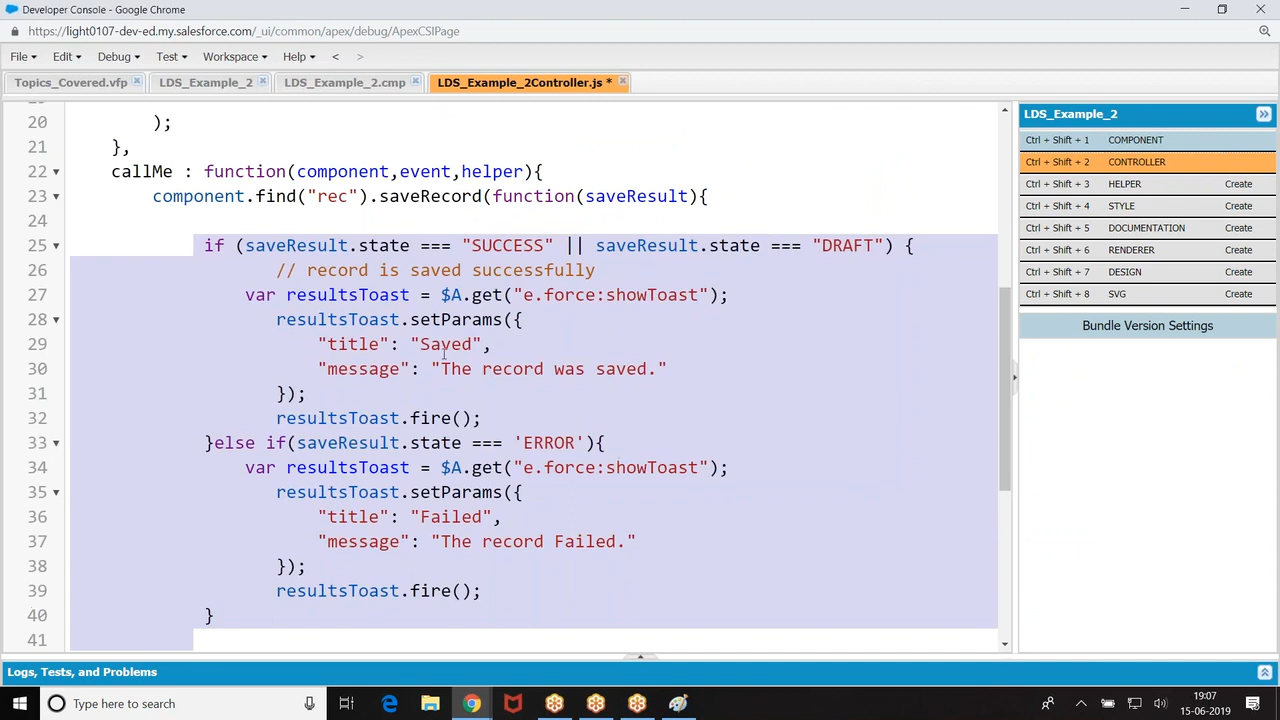 Developer Console - Google Chrome
https://light0107-dev-ed.my.salesforce.com/_ui/common/apex/debug/ApexCSIPage
File Edit Debug Test Workspace Help < >
Topics_Covered.vfp LDS_Example_2 LDS_Example_2.cmp LDS_Example_2Controller.js *
20 );
21 },
22 callMe : function(component,event,helper){
23 component.find("rec").saveRecord(function(saveResult){
24
25 if (saveResult.state === "SUCCESS" || saveResult.state === "DRAFT") {
26 // record is saved successfully
27 var resultsToast = $A.get("e.force:showToast");
28 resultsToast.setParams({
29 "title": "Saved",
30 "message": "The record was saved."
31 });
32 resultsToast.fire();
33 }else if(saveResult.state === 'ERROR'){
34 var resultsToast = $A.get("e.force:showToast");
35 resultsToast.setParams({
36 "title": "Failed",
37 "message": "The record Failed."
38 });
39 resultsToast.fire();
40 }
41
LDS_Example_2
Ctrl + Shift + 1 COMPONENT
Ctrl + Shift + 2 CONTROLLER
Ctrl + Shift + 3 HELPER Create
Ctrl + Shift + 4 STYLE Create
Ctrl + Shift + 5 DOCUMENTATION Create
Ctrl + Shift + 6 RENDERER Create
Ctrl + Shift + 7 DESIGN Create
Ctrl + Shift + 8 SVG Create
Bundle Version Settings
Logs, Tests, and Problems
Type here to search
19:07
15-06-2019